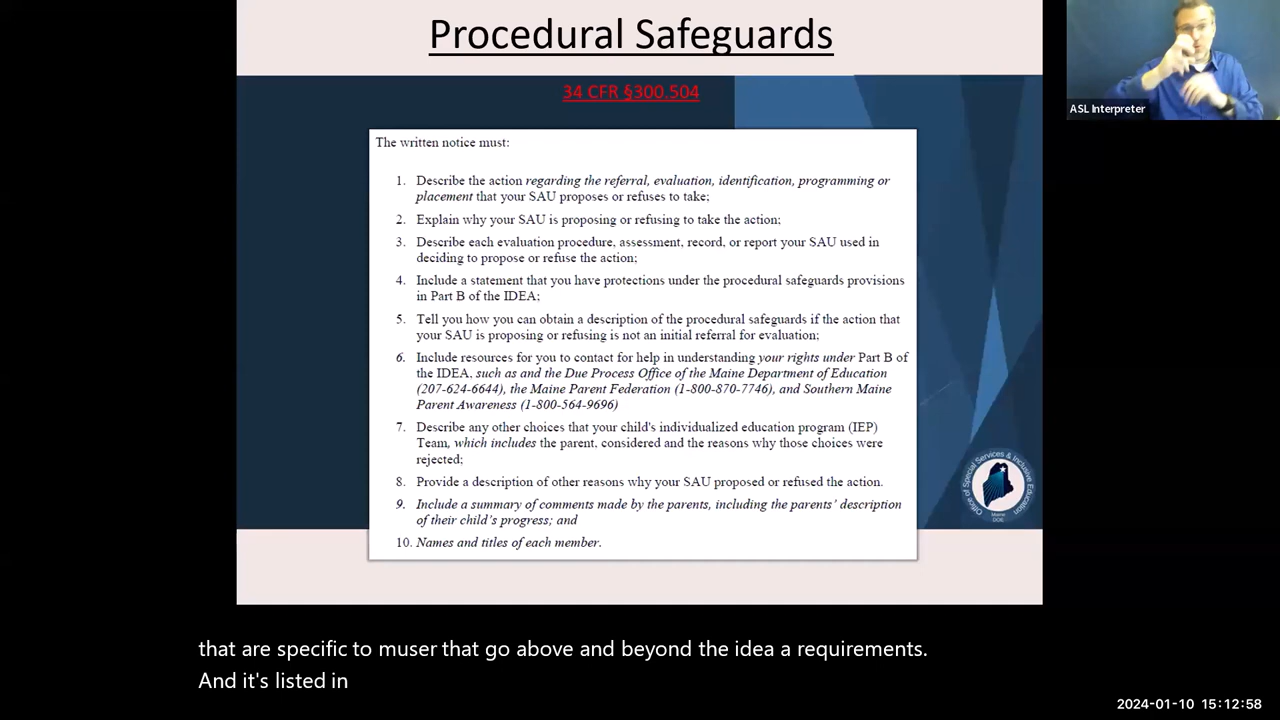 Procedural Safeguards
34 CFR §300.504
ASL Interpreter
The written notice must:
1. Describe the action regarding the referral, evaluation, identification, programming or
placement that your SAU proposes or refuses to take;
2. Explain why your SAU is proposing or refusing to take the action;
3. Describe each evaluation procedure, assessment, record, or report your SAU used in
deciding to propose or refuse the action;
4. Include a statement that you have protections under the procedural safeguards provisions
in Part B of the IDEA;
5. Tell you how you can obtain a description of the procedural safeguards if the action that
your SAU is proposing or refusing is not an initial referral for evaluation;
6. Include resources for you to contact for help in understanding your rights under Part B of
the IDEA, such as and the Due Process Office of the Maine Department of Education
(207-624-6644), the Maine Parent Federation (1-800-870-7746), and Southern Maine
Parent Awareness (1-800-564-9696)
7. Describe any other choices that your child's individualized education program (IEP)
Team, which includes the parent, considered and the reasons why those choices were
rejected;
8. Provide a description of other reasons why your SAU proposed or refused the action.
9. Include a summary of comments made by the parents, including the parents' description
of their child's progress; and
10. Names and titles of each member.
Office of Special Services & Inclusive Education
Maine
DOE
that are specific to muser that go above and beyond the idea a requirements.
And it's listed in
2024-01-10 15:12:58